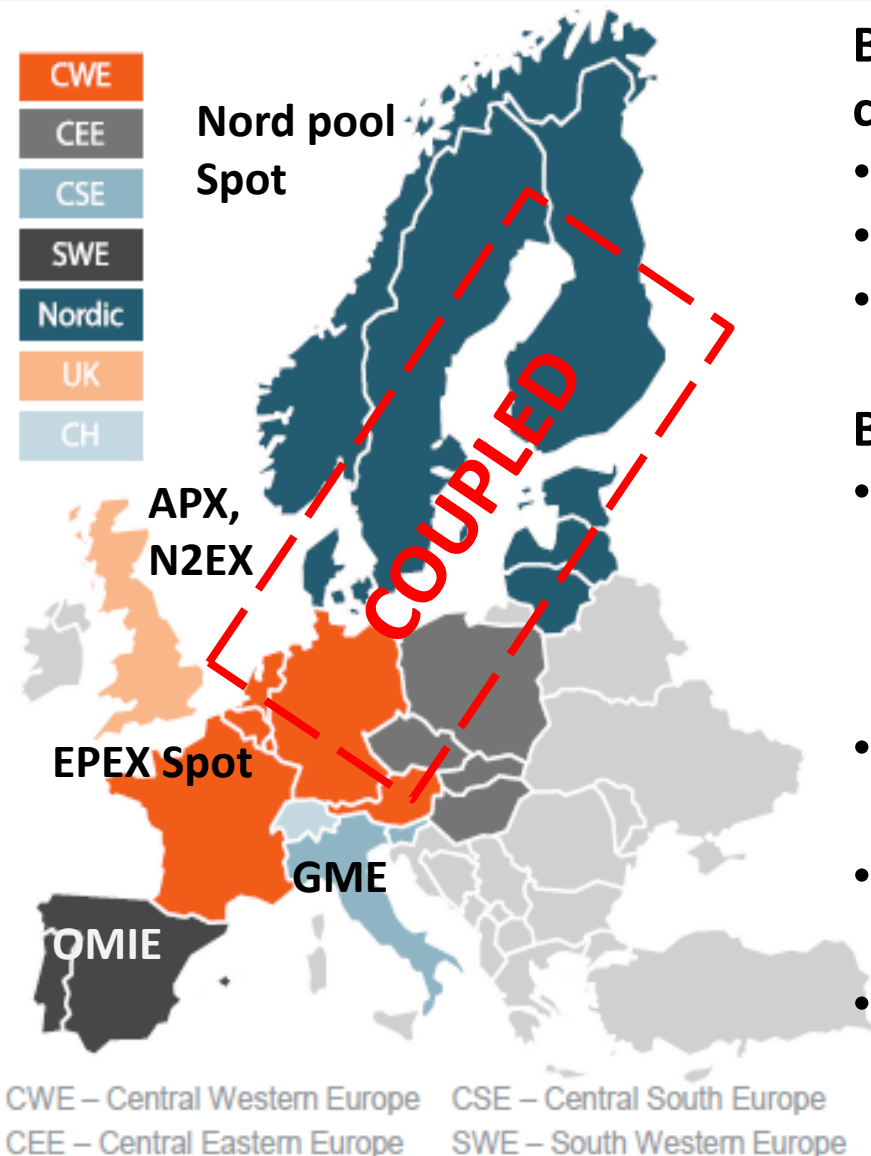 CWE
CEE
CSE
SWE
Nordic
UK
CH
Nord pool
Spot
COUPLED
APX,
N2EX
EPEX Spot
GME
OMIE
B
•
•
•
B
•
•
•
•
CWE – Central Western Europe
CSE – Central South Europe
CEE – Central Eastern Europe
SWE – South Western Europe